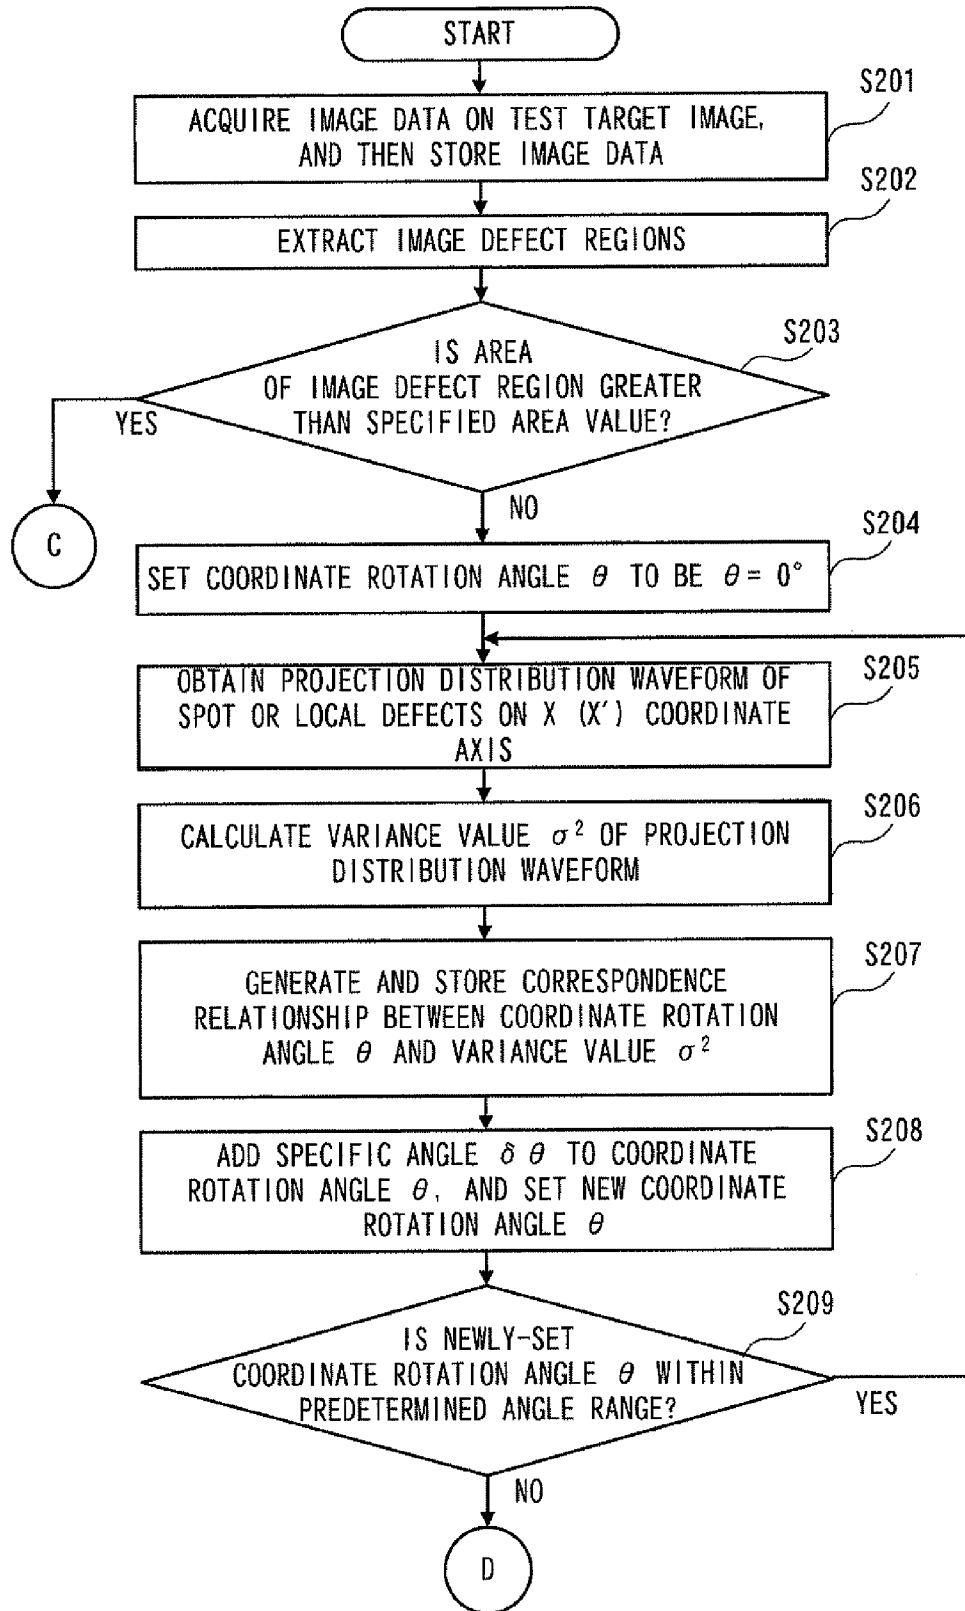 START
S201
ACQUIRE IMAGE DATA ON TEST TARGET IMAGE,
AND THEN STORE IMAGE DATA
S202
EXTRACT IMAGE DEFECT REGIONS
S203
IS AREA
OF IMAGE DEFECT REGION GREATER
THAN SPECIFIED AREA VALUE?
YES
NO
C
S204
SET COORDINATE ROTATION ANGLE θ TO BE θ = 0°
S205
OBTAIN PROJECTION DISTRIBUTION WAVEFORM OF
SPOT OR LOCAL DEFECTS ON X (X′) COORDINATE
AXIS
S206
CALCULATE VARIANCE VALUE σ² OF PROJECTION
DISTRIBUTION WAVEFORM
S207
GENERATE AND STORE CORRESPONDENCE
RELATIONSHIP BETWEEN COORDINATE ROTATION
ANGLE θ AND VARIANCE VALUE σ²
S208
ADD SPECIFIC ANGLE δθ TO COORDINATE
ROTATION ANGLE θ, AND SET NEW COORDINATE
ROTATION ANGLE θ
S209
IS NEWLY-SET
COORDINATE ROTATION ANGLE θ WITHIN
PREDETERMINED ANGLE RANGE?
YES
NO
D